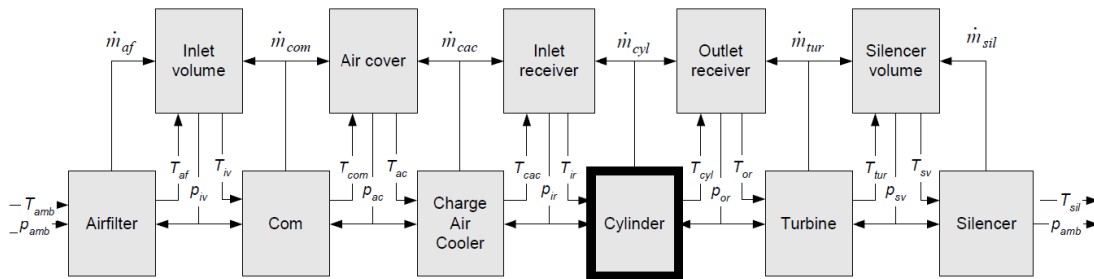 ṁaf
Inlet
volume
ṁcom
Air cover
ṁcac
Inlet
receiver
ṁcyl
Outlet
receiver
ṁtur
Silencer
volume
ṁsil
Taf
piv
Tiv
Tcom
pac
Tac
Tcac
pir
Tir
Tcyl
por
Tor
Ttur
psv
Tsv
Tamb
pamb
Airfilter
Com
Charge
Air
Cooler
Cylinder
Turbine
Silencer
Tsil
pamb